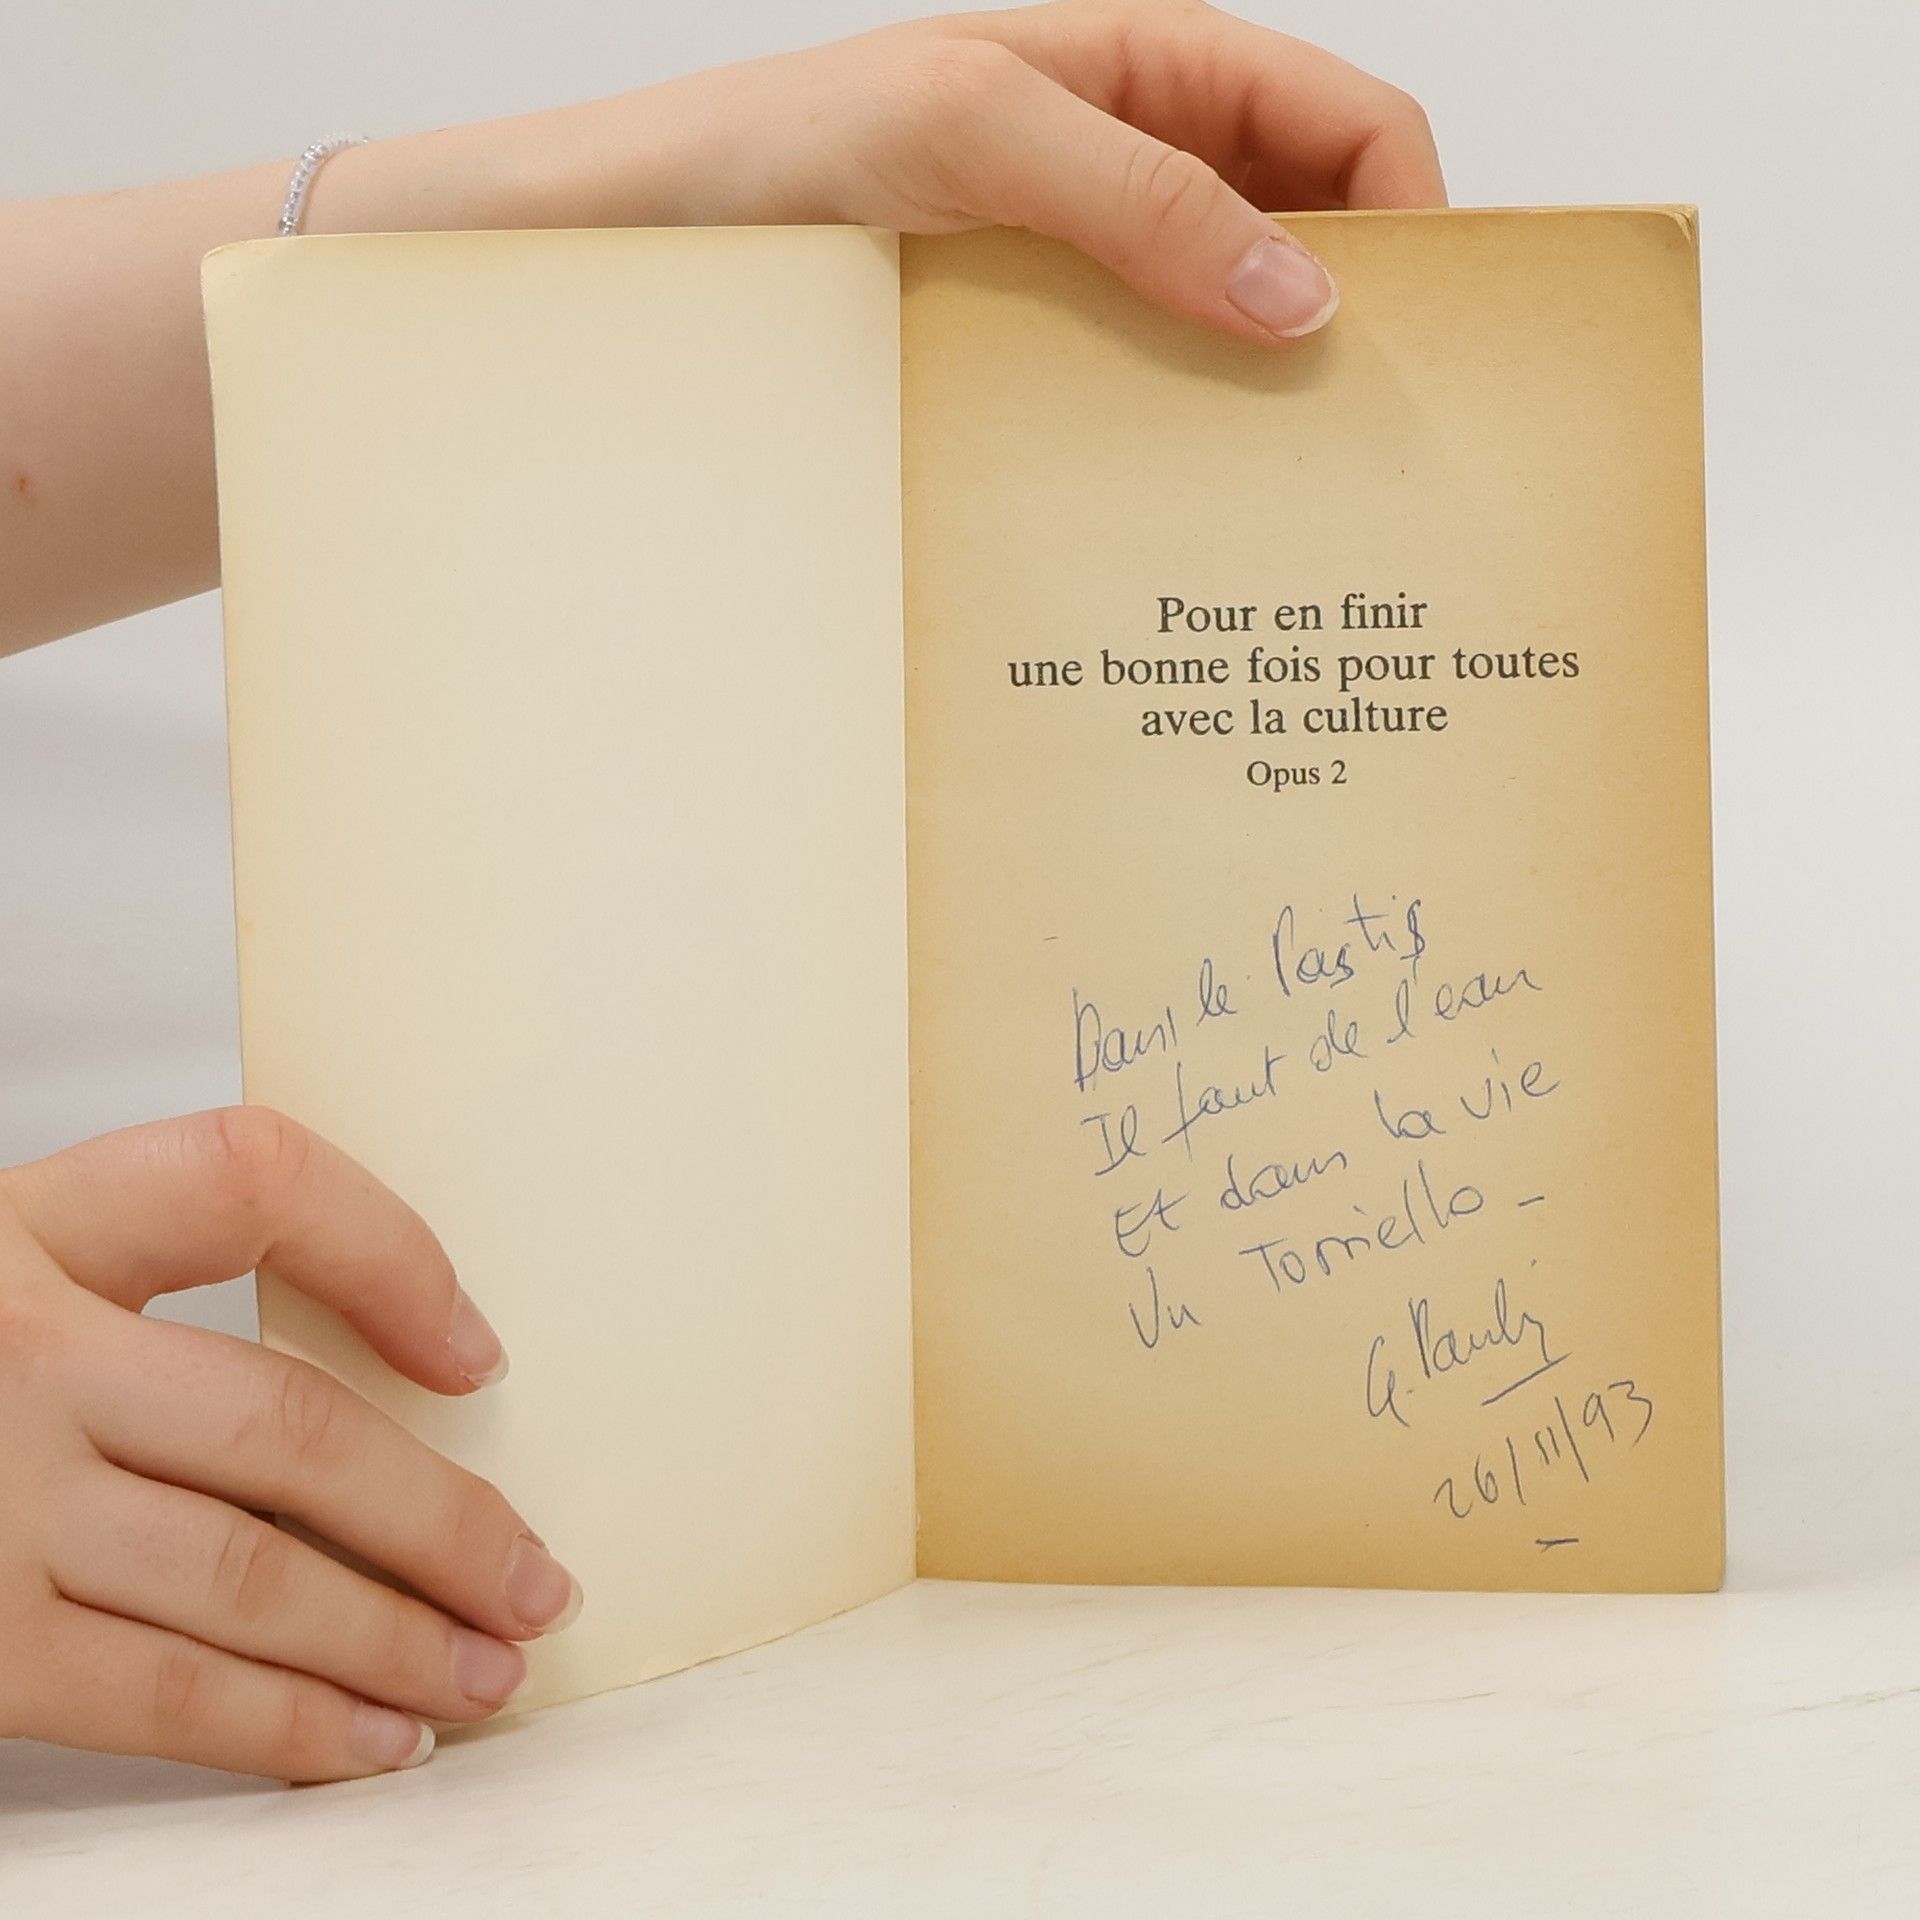 Pour en finir
une bonne fois pour toutes
avec la culture
Opus 2
Dans le Pastis
Il faut de l'eau
Et dans la vie
Un Torriello -
G.
26/11/93